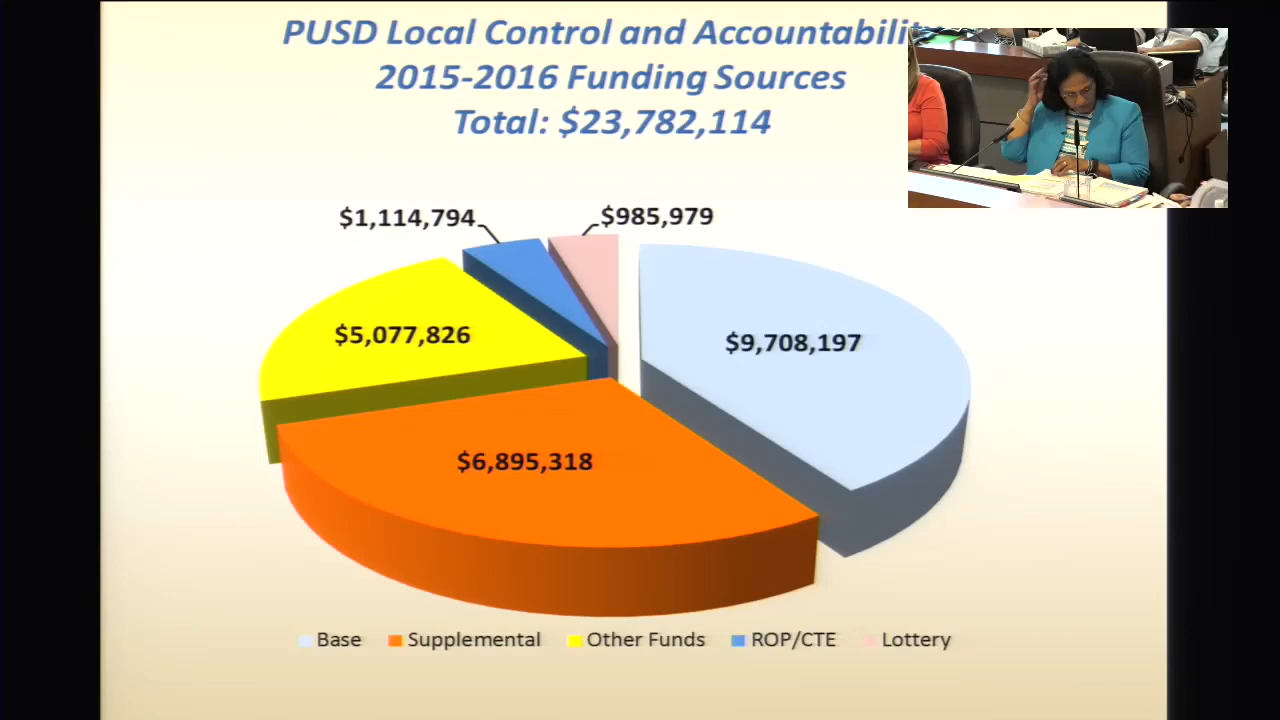 PUSD Local Control and Accountability
2015-2016 Funding Sources
Total: $23,782,114
$1,114,794
$985,979
$5,077,826
$9,708,197
$6,895,318
Base Supplemental Other Funds ROP/CTE Lottery